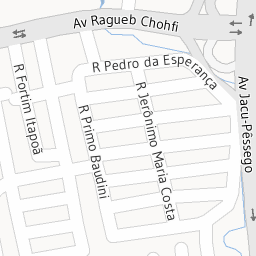 Av Ragueb Chohfi
R Pedro da Esperança
R Fortim Itapoã
R Primo Baudini
R Jerônimo Maria Costa
Av Jacu-Pêssego